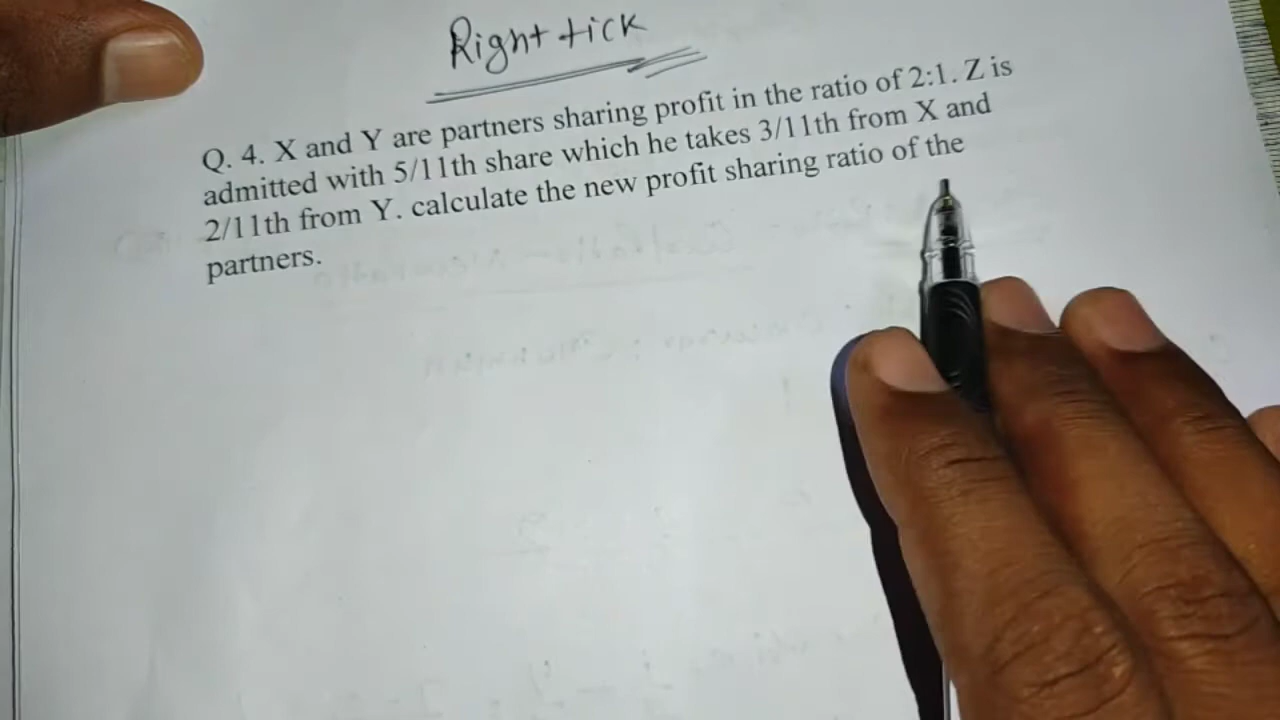 Right tick
Q. 4. X and Y are partners sharing profit in the ratio of 2:1. Z is
admitted with 5/11th share which he takes 3/11th from X and
2/11th from Y. calculate the new profit sharing ratio of the
partners.